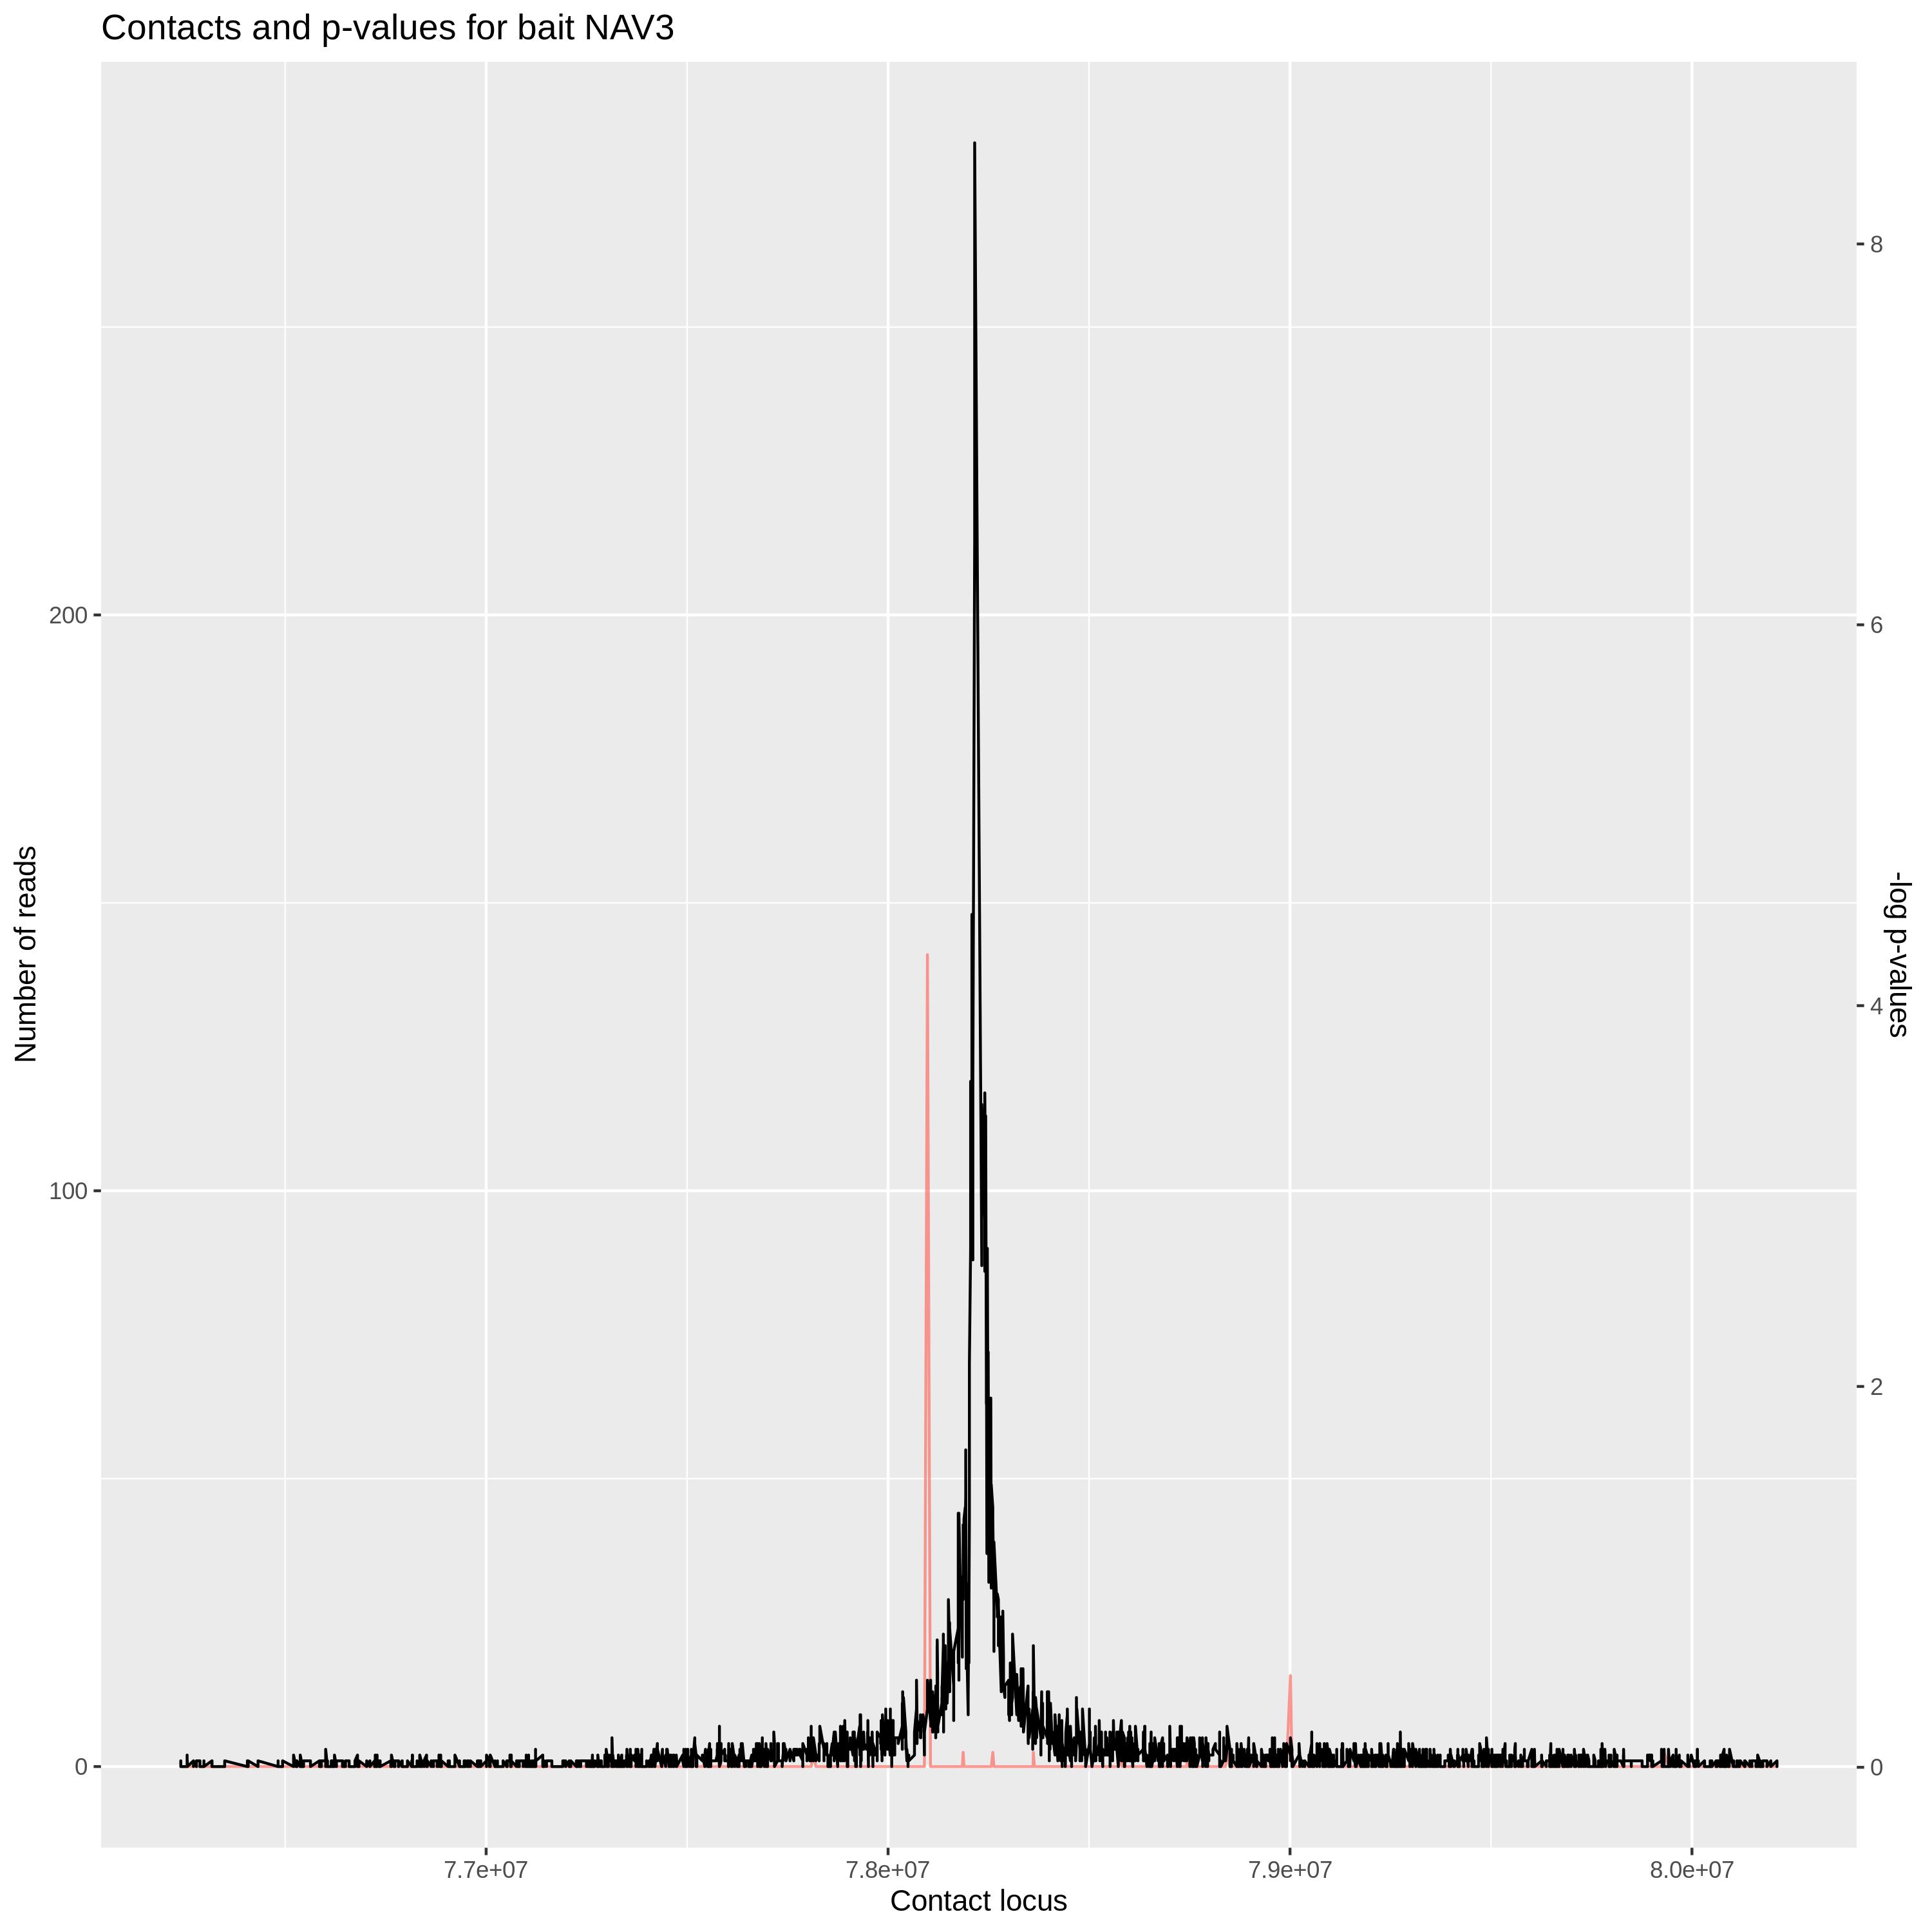 Contacts and p-values for bait NAV3
Number of reads
200
100
0
8
6
4
2
0
-log p-values
7.7e+07
7.8e+07
7.9e+07
8.0e+07
Contact locus